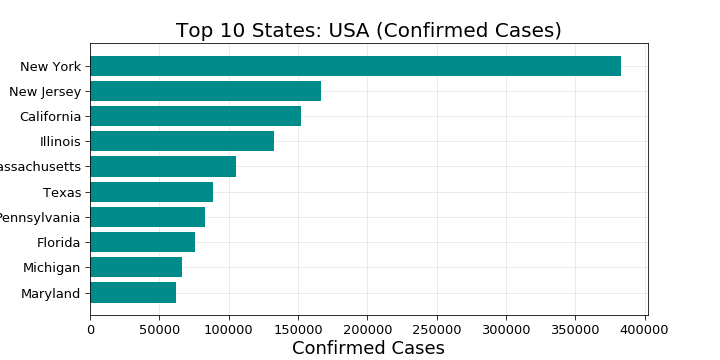 Top 10 States: USA (Confirmed Cases)
New York
New Jersey
California
Illinois
assachusetts
Texas
Pennsylvania
Florida
Michigan
Maryland
0 50000 100000 150000 200000 250000 300000 350000 400000
Confirmed Cases